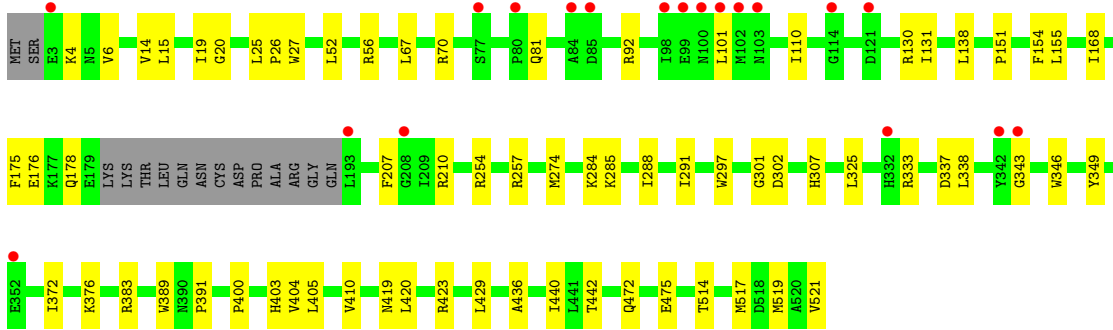 MET SER E3 K4 N5 V6 V14 L15 I19 G20 L25 P26 W27 L52 R56 L67 R70 S77 P80 Q81 A84 D85 R92 I98 E99 N100 L101 M102 N103 I110 G114 D121 R130 I131 L138 P151 F154 L155 I168
F175 E176 K177 Q178 E179 LYS LYS THR LEU GLN ASN CYS ASP PRO ALA ARG GLY GLN L193 F207 G208 I209 R210 R254 R257 M274 K284 K285 I288 I291 W297 G301 D302 H307 L325 H332 R333 D337 L338 Y342 G343 W346 Y349
E352 I372 K376 R383 W389 N390 P391 P400 H403 V404 L405 V410 N419 L420 R423 L429 A436 I440 L441 T442 Q472 E475 T514 M517 D518 M519 A520 V521